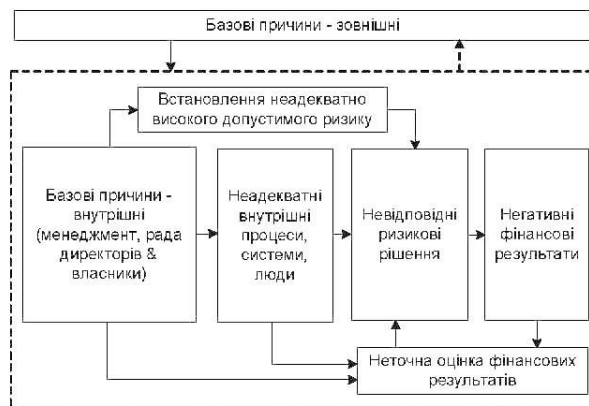 Базові причини - зовнішні
Встановлення неадекватно
високого допустимого ризику
Базові причини -
внутрішні
(менеджмент, рада
директорів &
власники)
Неадекватні
внутрішні
процеси,
системи,
люди
Невідповідні
ризикові
рішення
Негативні
фінансові
результати
Неточна оцінка фінансових
результатів